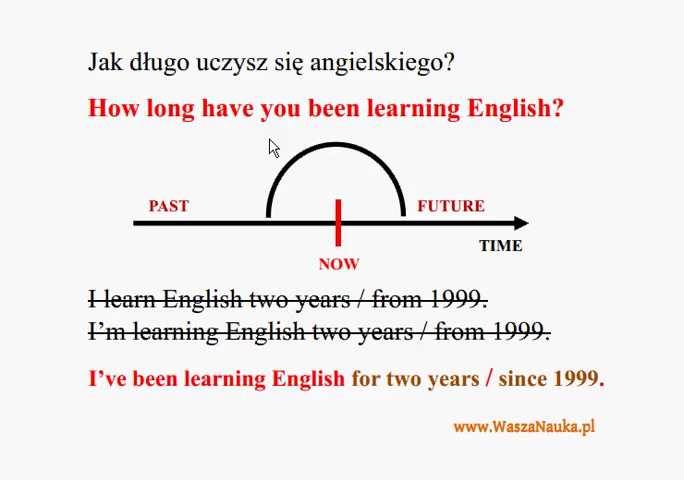 Jak długo uczysz się angielskiego?
How long have you been learning English?
PAST
FUTURE
TIME
NOW
I learn English two years / from 1999.
I'm learning English two years / from 1999.
I've been learning English for two years / since 1999.
www.WaszaNauka.pl